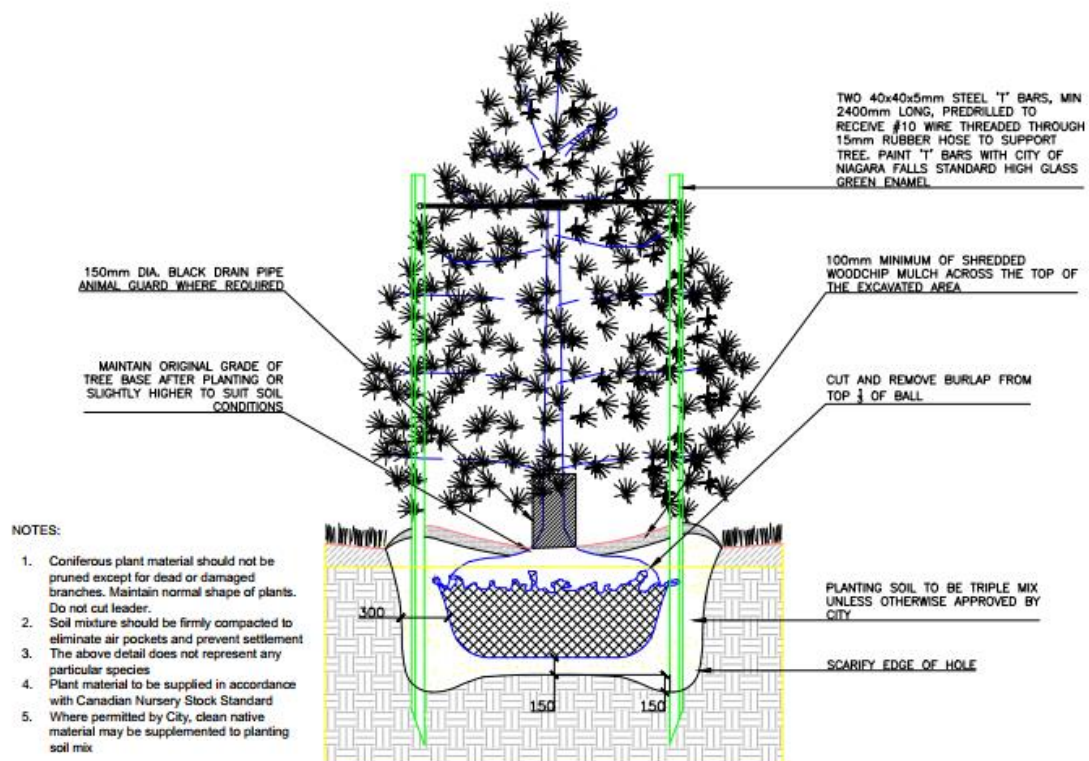 TWO 40x40x5mm STEEL 'T' BARS, MIN
2400mm LONG, PREDRILLED TO
RECEIVE #10 WIRE THREADED THROUGH
15mm RUBBER HOSE TO SUPPORT
TREE. PAINT 'T' BARS WITH CITY OF
NIAGARA FALLS STANDARD HIGH GLASS
GREEN ENAMEL
150mm DIA. BLACK DRAIN PIPE
ANIMAL GUARD WHERE REQUIRED
100mm MINIMUM OF SHREDDED
WOODCHIP MULCH ACROSS THE TOP OF
THE EXCAVATED AREA
MAINTAIN ORIGINAL GRADE OF
TREE BASE AFTER PLANTING OR
SLIGHTLY HIGHER TO SUIT SOIL
CONDITIONS
CUT AND REMOVE BURLAP FROM
TOP OF BALL
NOTES:
1. Coniferous plant material should not be
pruned except for dead or damaged
branches. Maintain normal shape of plants.
Do not cut leader.
2. Soil mixture should be firmly compacted to
eliminate air pockets and prevent settlement
3. The above detail does not represent any
particular species
4. Plant material to be supplied in accordance
with Canadian Nursery Stock Standard
5. Where permitted by City, clean native
material may be supplemented to planting
soil mix
300
PLANTING SOIL TO BE TRIPLE MIX
UNLESS OTHERWISE APPROVED BY
CITY
SCARIFY EDGE OF HOLE
150
150